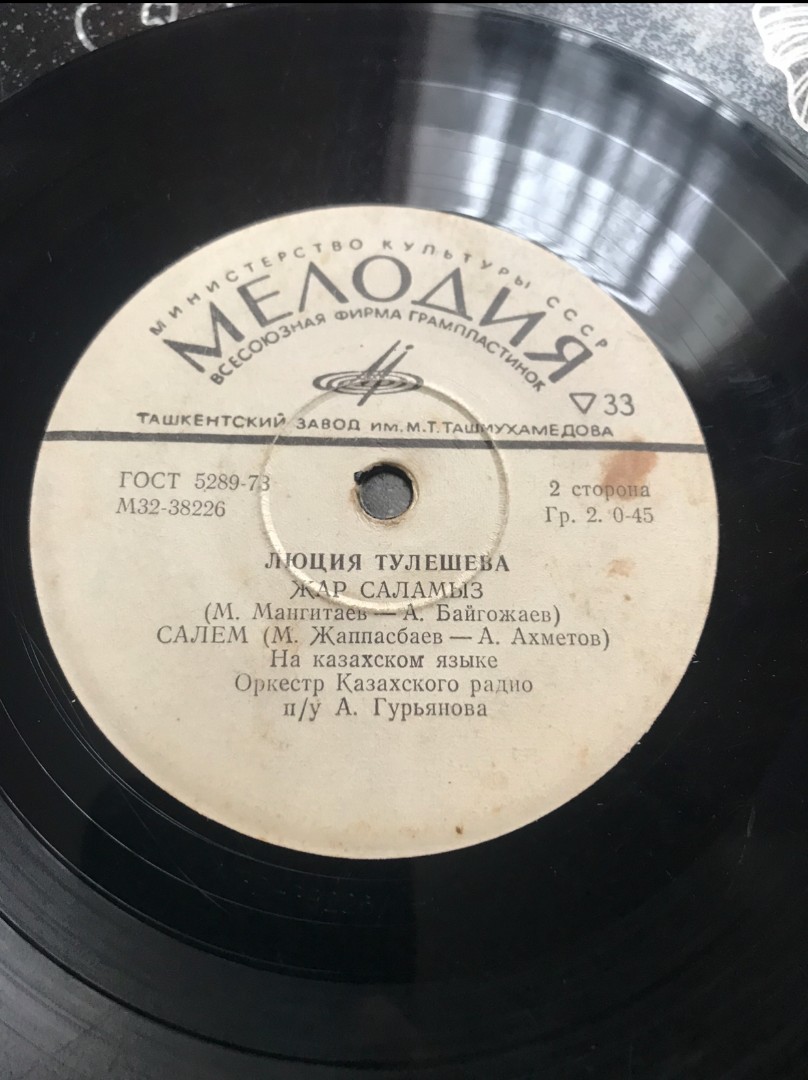 МИНИСТЕРСТВО КУЛЬТУРЫ СССР
МЕЛОДИЯ
ВСЕСОЮЗНАЯ ФИРМА ГРАМПЛАСТИНОК
33
ТАШКЕНТСКИЙ ЗАВОД ИМ. М. Т. ТАШМУХАМЕДОВА
ГОСТ 5289-73
М32-38226
2 сторона
Гр. 2. 0-45
ЛЮЦИЯ ТУЛЕШЕВА
ЖАР САЛАМЫЗ
(М. Мангитаев — А. Байгожаев)
САЛЕМ (М. Жаппасбаев — А. Ахметов)
На казахском языке
Оркестр Казахского радио
п/у А. Гурьянова